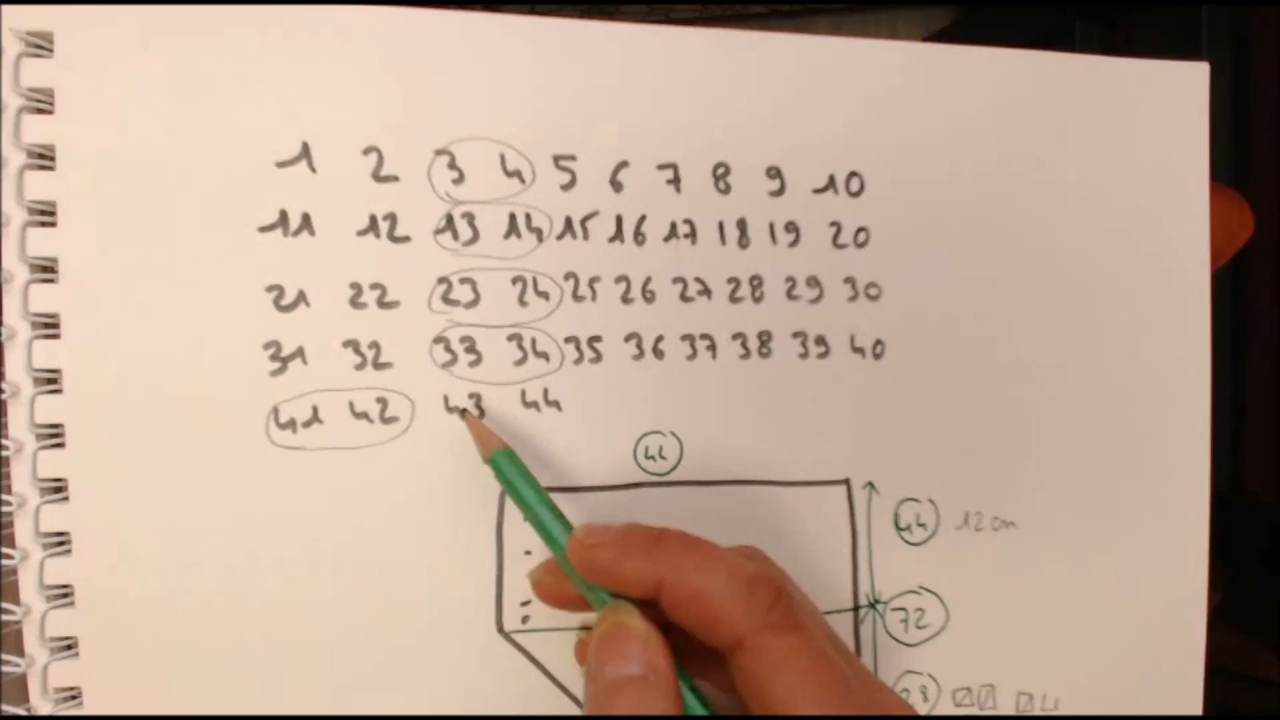 1 2 3 4 5 6 7 8 9 10
11 12 13 14 15 16 17 18 19 20
21 22 23 24 25 26 27 28 29 30
31 32 33 34 35 36 37 38 39 40
41 42 43 44
44
44 12 cm
72
28